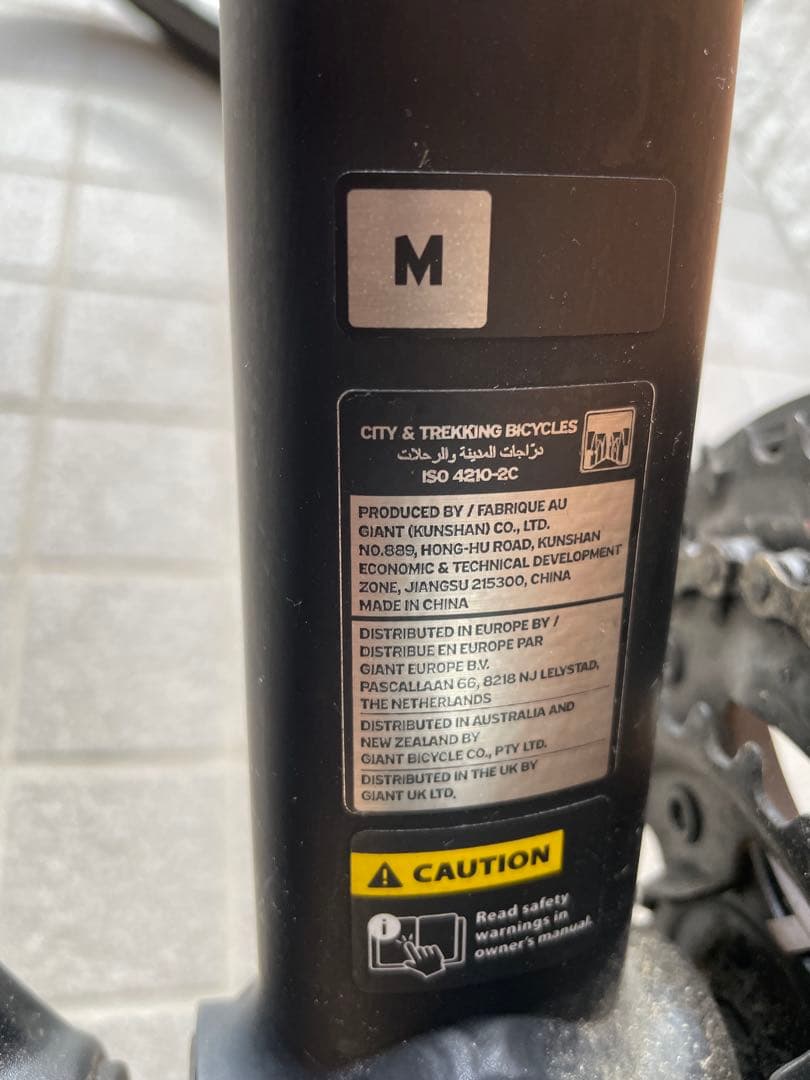 M
CITY & TREKKING BICYCLES
درّاجات المدينة والرحلات
ISO 4210-2C
PRODUCED BY / FABRIQUE AU
GIANT (KUNSHAN) CO., LTD.
NO.889, HONG-HU ROAD, KUNSHAN
ECONOMIC & TECHNICAL DEVELOPMENT
ZONE, JIANGSU 215300, CHINA
MADE IN CHINA
DISTRIBUTED IN EUROPE BY /
DISTRIBUE EN EUROPE PAR
GIANT EUROPE B.V.
PASCALLAAN 66, 8218 NJ LELYSTAD,
THE NETHERLANDS
DISTRIBUTED IN AUSTRALIA AND
NEW ZEALAND BY
GIANT BICYCLE CO., PTY LTD.
DISTRIBUTED IN THE UK BY
GIANT UK LTD.
CAUTION
Read safety
warnings in
owner's manual.